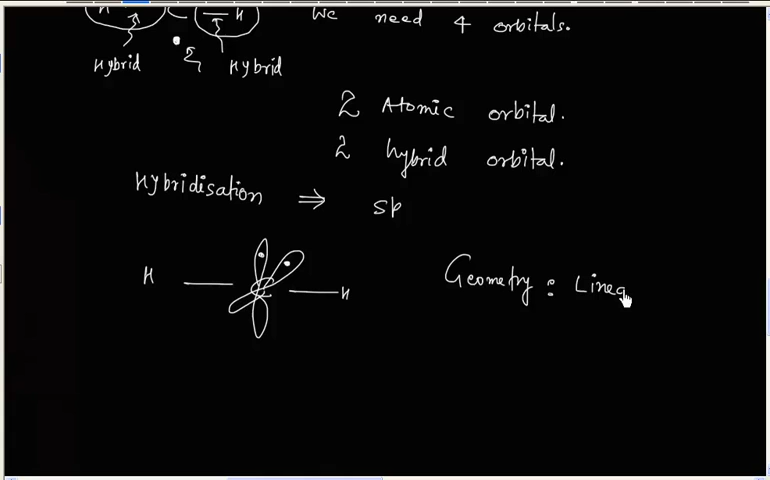 H – H We need 4 orbitals.
Hybrid Hybrid
2 Atomic orbital.
2 hybrid orbital.
Hybridisation ⇒ sp
H C H Geometry : Linea